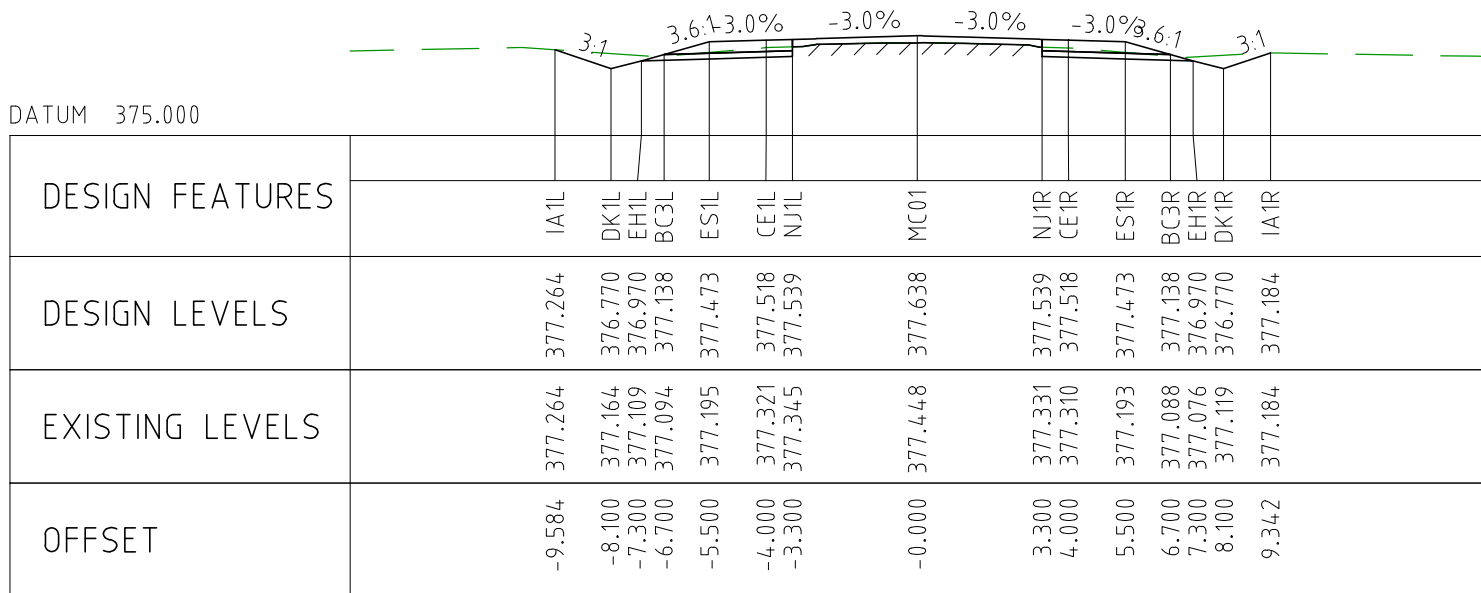 3:1 3.6:1 -3.0% -3.0% -3.0% -3.0% 3.6:1 3:1
DATUM 375.000
DESIGN FEATURES IA1L DK1L EH1L BC3L ES1L CE1L NJ1L MC01 NJ1R CE1R ES1R BC3R EH1R DK1R IA1R
DESIGN LEVELS 377.264 376.770 376.970 377.138 377.473 377.518 377.539 377.638 377.539 377.518 377.473 377.138 376.970 376.770 377.184
EXISTING LEVELS 377.264 377.164 377.109 377.094 377.195 377.321 377.345 377.448 377.331 377.310 377.193 377.088 377.076 377.119 377.184
OFFSET -9.584 -8.100 -7.300 -6.700 -5.500 -4.000 -3.300 -0.000 3.300 4.000 5.500 6.700 7.300 8.100 9.342